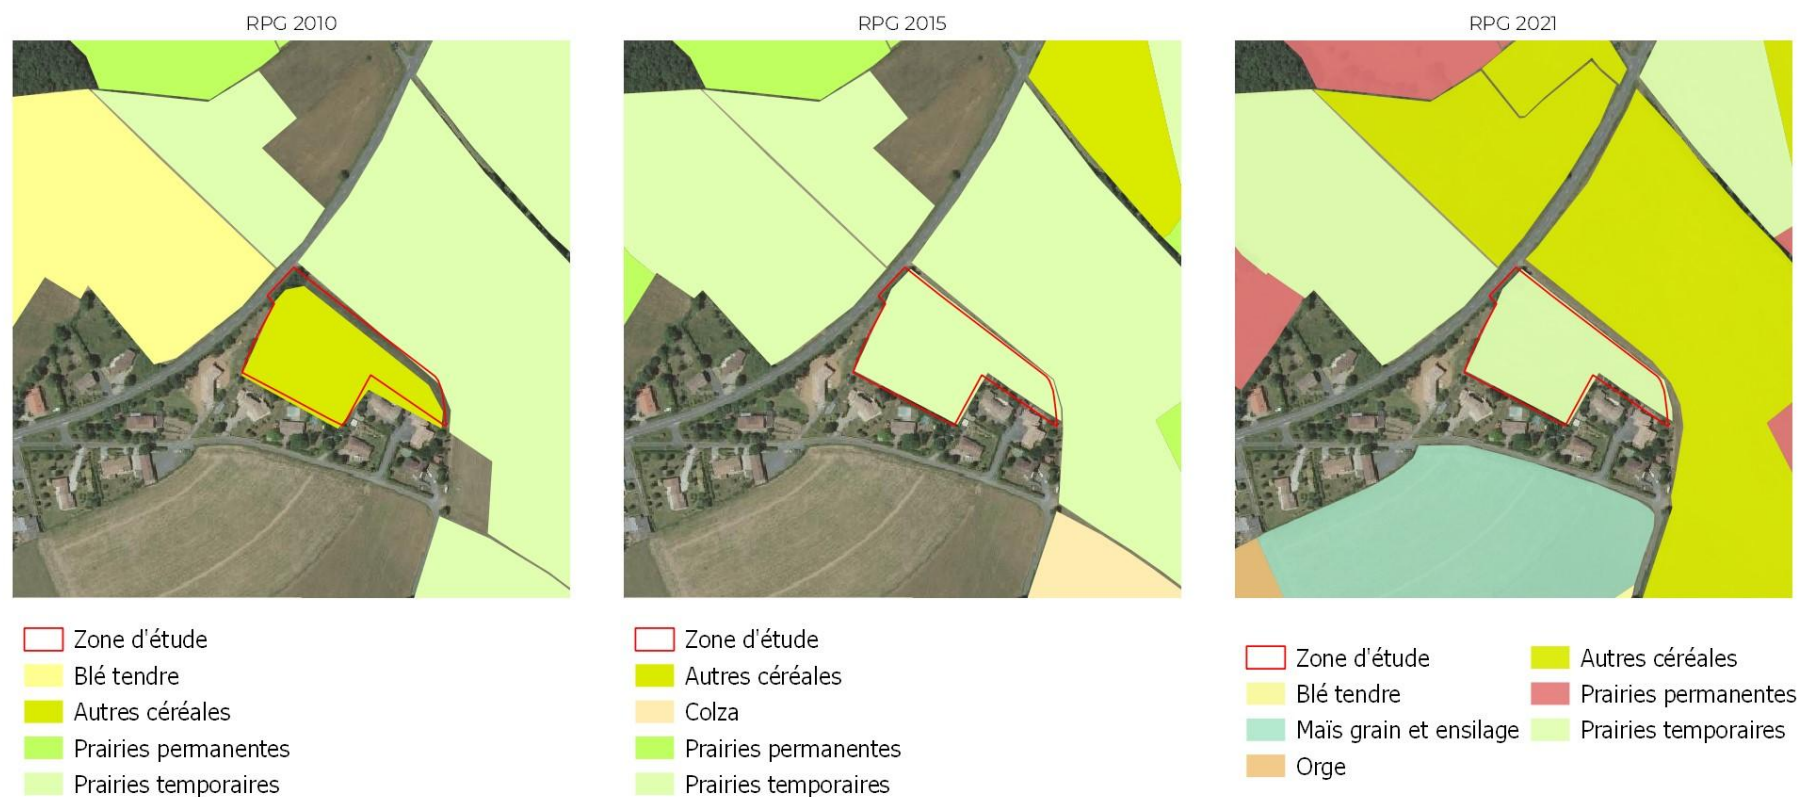 RPG 2010
RPG 2015
RPG 2021
Zone d'étude
Blé tendre
Autres céréales
Prairies permanentes
Prairies temporaires
Zone d'étude
Autres céréales
Colza
Prairies permanentes
Prairies temporaires
Zone d'étude
Blé tendre
Maïs grain et ensilage
Orge
Autres céréales
Prairies permanentes
Prairies temporaires